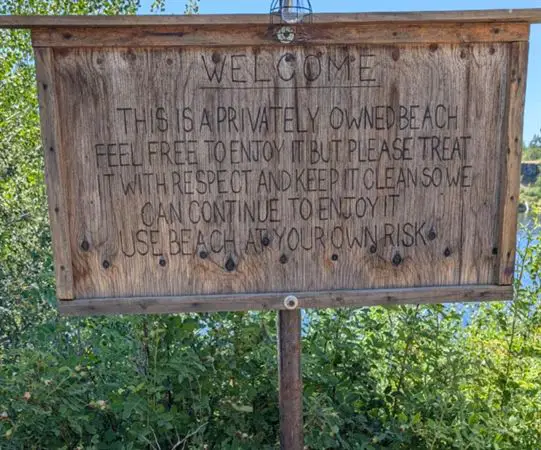 WELCOME
THIS IS A PRIVATELY OWNED BEACH
FEEL FREE TO ENJOY IT BUT PLEASE TREAT
IT WITH RESPECT AND KEEP IT CLEAN SO WE
CAN CONTINUE TO ENJOY IT
USE BEACH AT YOUR OWN RISK